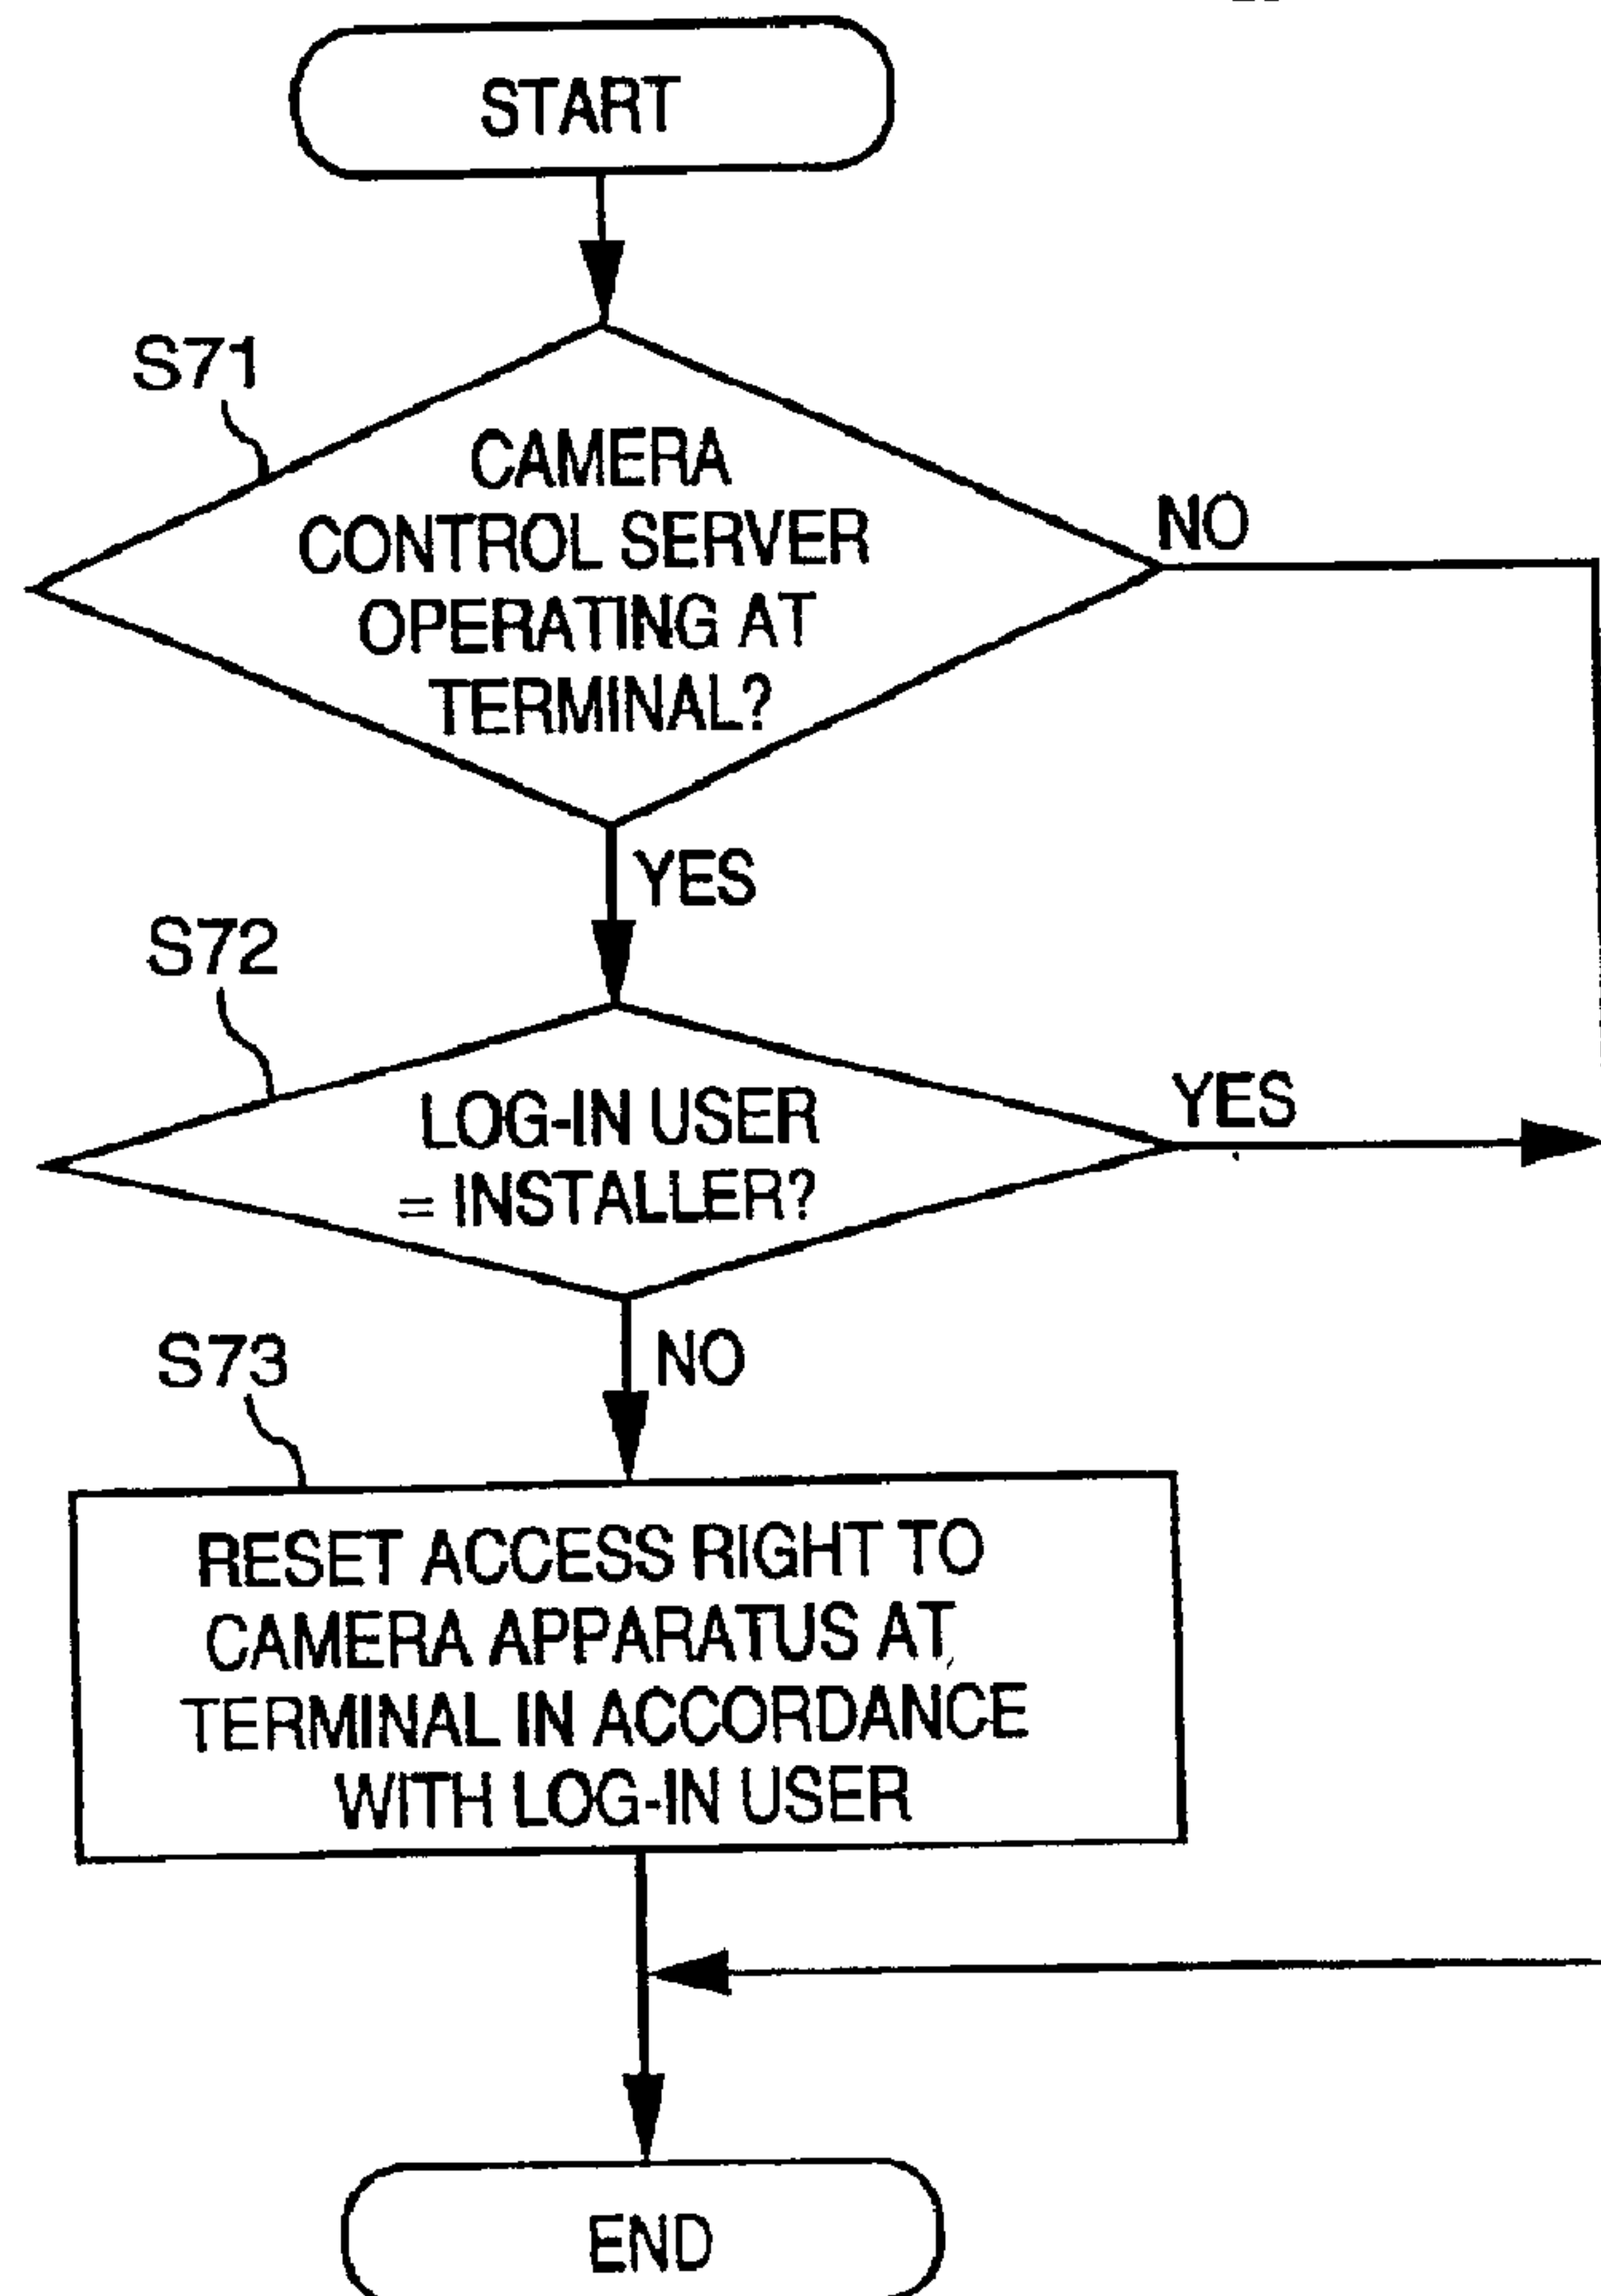 START
S71
CAMERA
CONTROL SERVER
OPERATING AT
TERMINAL?
NO
YES
S72
LOG-IN USER
= INSTALLER?
YES
NO
S73
RESET ACCESS RIGHT TO
CAMERA APPARATUS AT
TERMINAL IN ACCORDANCE
WITH LOG-IN USER
END